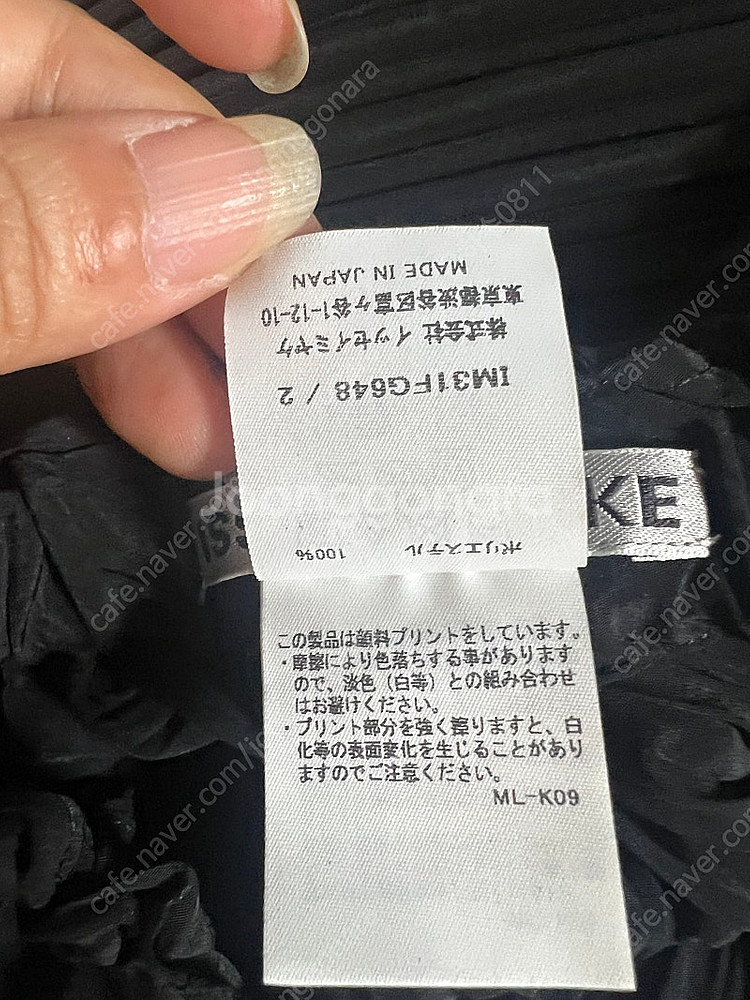 MADE IN JAPAN
東京都渋谷区富ヶ谷1-12-10
株式会社 イッセイミヤケ
IM31FG648 / 2
ポリエステル 100%
KE
この製品は顔料プリントをしています。
・摩擦により色落ちする事があります
ので、淡色（白等）との組み合わせ
はお避けください。
・プリント部分を強く擦りますと、白
化等の表面変化を生じることがあり
ますのでご注意ください。
ML-K09